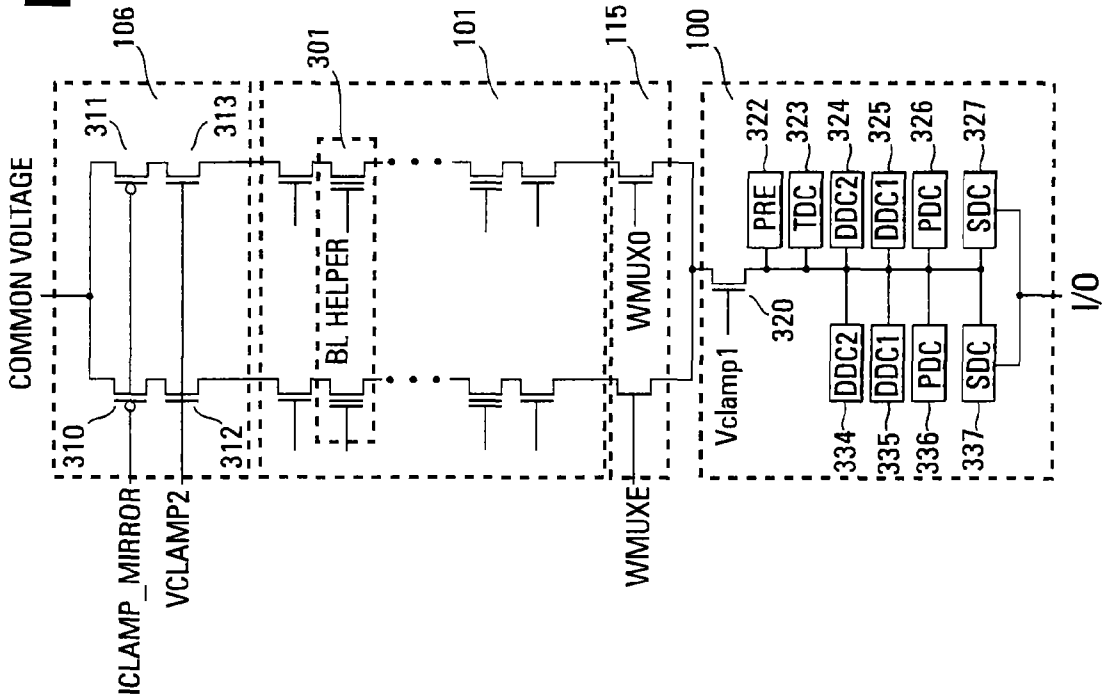 COMMON VOLTAGE
106
311
313
310
312
ICLAMP_MIRROR
VCLAMP2
301
BL HELPER
101
115
WMUXE
WMUX0
100
Vclamp1
320
PRE 322
TDC 323
334 DDC2 DDC2 324
335 DDC1 DDC1 325
336 PDC PDC 326
337 SDC SDC 327
I/O